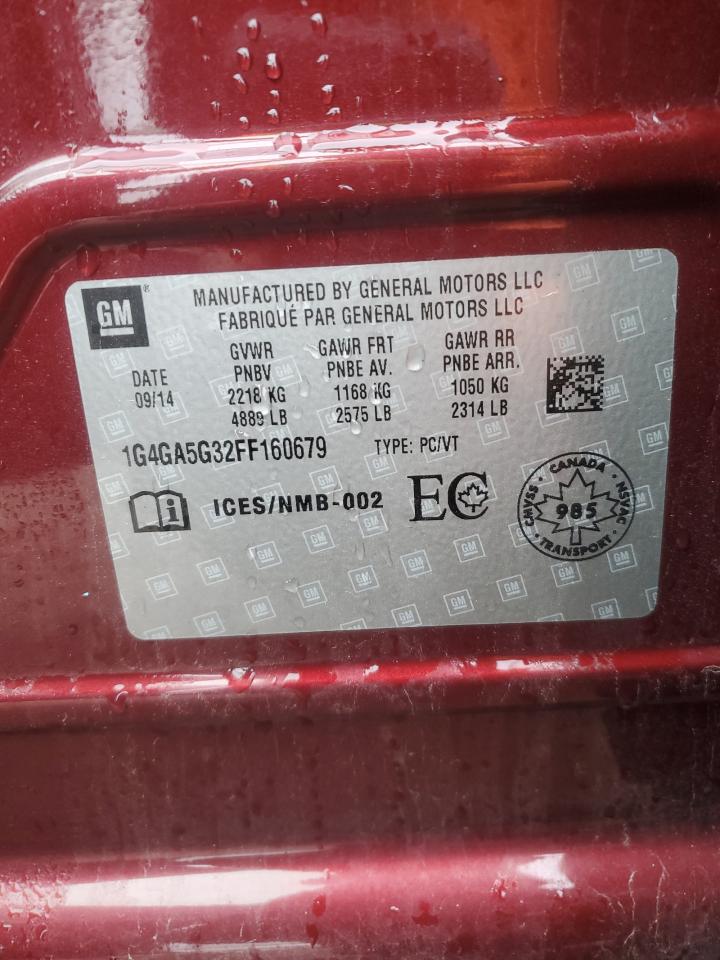 GM
MANUFACTURED BY GENERAL MOTORS LLC
FABRIQUÉ PAR GENERAL MOTORS LLC
DATE
09/14
GVWR
PNBV
2218 KG
4889 LB
GAWR FRT
PNBE AV.
1168 KG
2575 LB
GAWR RR
PNBE ARR.
1050 KG
2314 LB
1G4GA5G32FF160679 TYPE: PC/VT
ICES/NMB-002 EC
CANADA
CMVSS 985 NSVAC
TRANSPORT